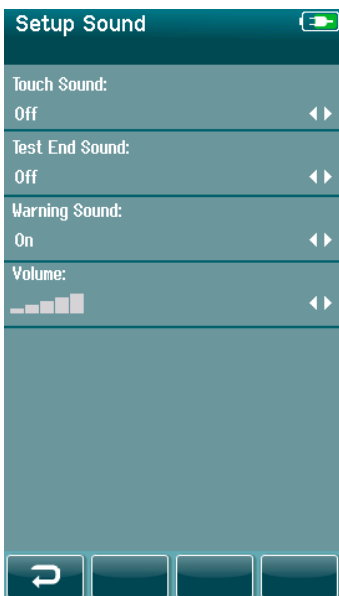 Setup Sound
Touch Sound:
Off
Test End Sound:
Off
Warning Sound:
On
Volume: